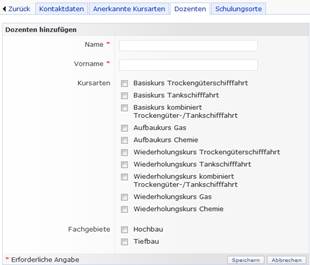 Zurück Kontaktdaten Anerkannte Kursarten Dozenten Schulungsorte
Dozenten hinzufügen
Name *
Vorname *
Kursarten Basiskurs Trockengüterschifffahrt
Basiskurs Tankschifffahrt
Basiskurs kombiniert
Trockengüter-/Tankschifffahrt
Aufbaukurs Gas
Aufbaukurs Chemie
Wiederholungskurs Trockengüterschifffahrt
Wiederholungskurs Tankschifffahrt
Wiederholungskurs kombiniert
Trockengüter-/Tankschifffahrt
Wiederholungskurs Gas
Wiederholungskurs Chemie
Fachgebiete Hochbau
Tiefbau
* Erforderliche Angabe Speichern Abbrechen